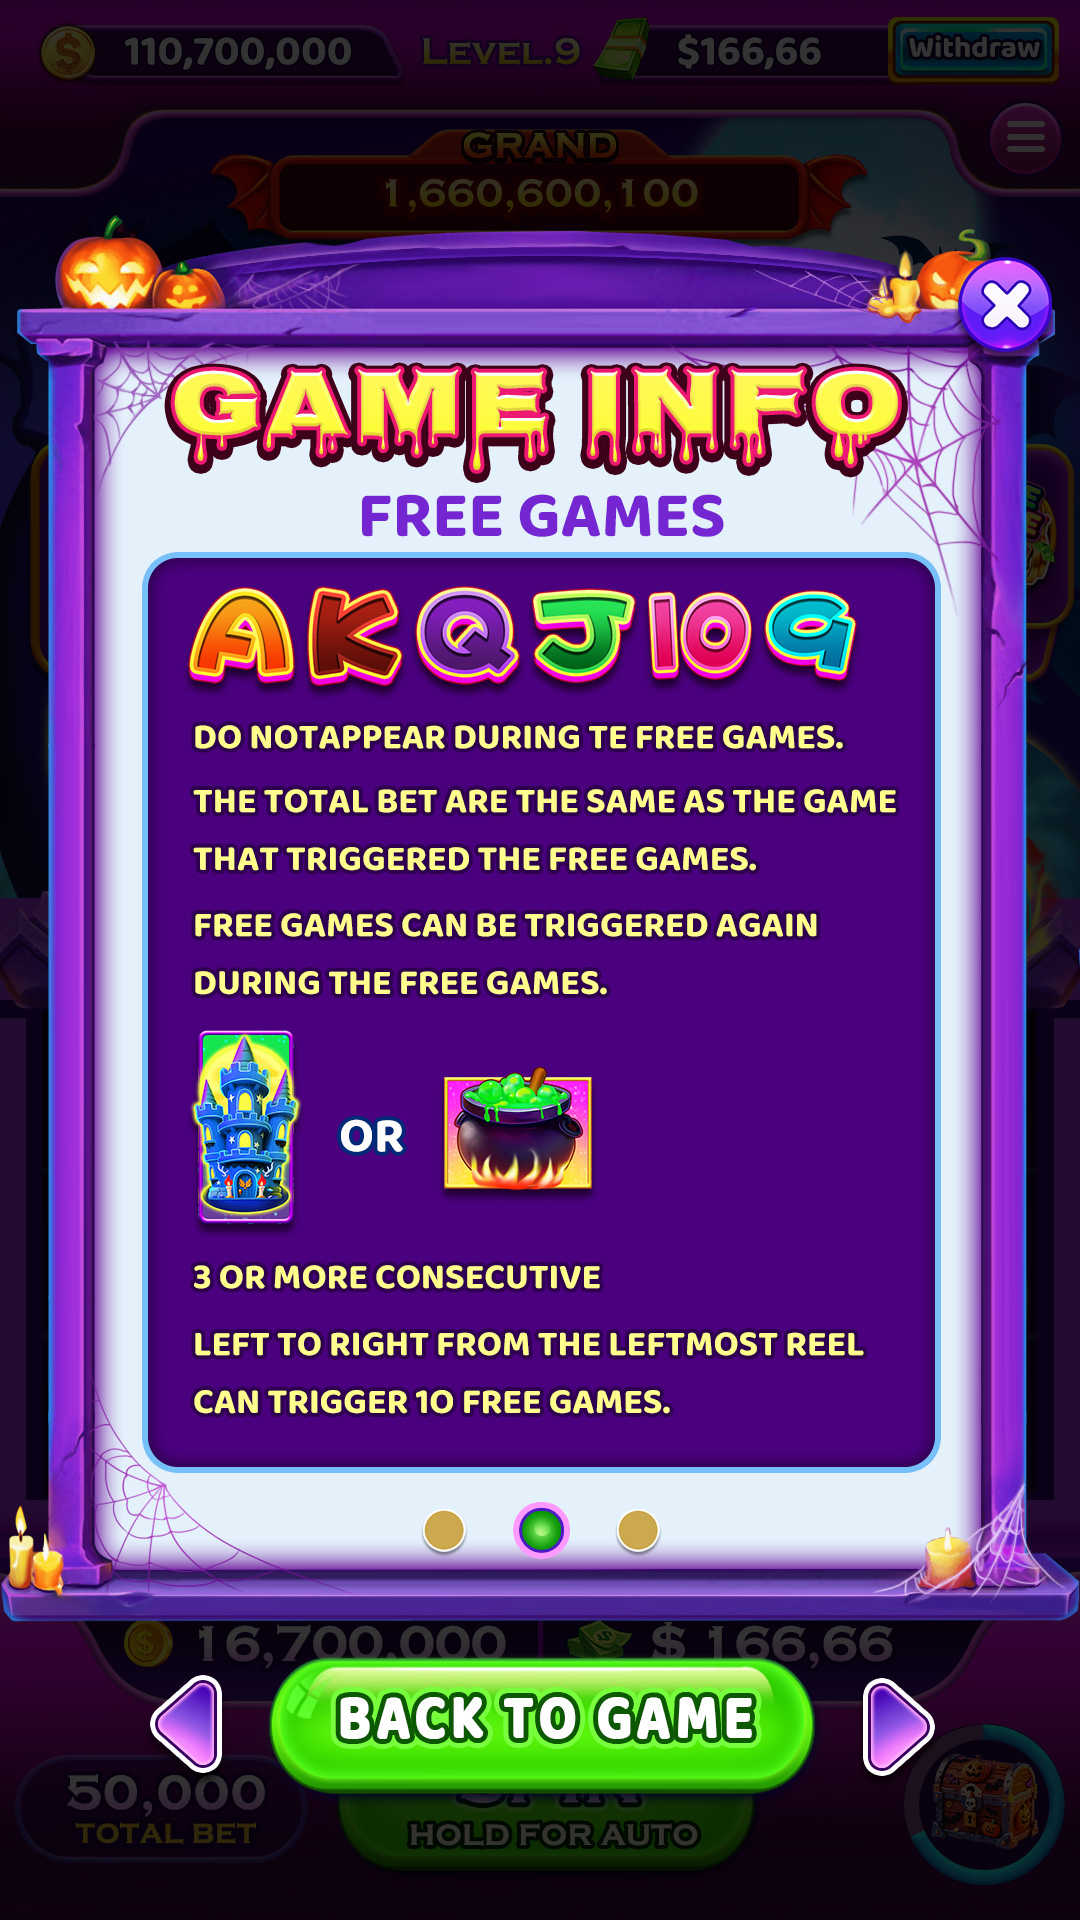 110,700,000 LEVEL.9 $166,66 Withdraw
GRAND
1,660,600,100
GAME INFO
FREE GAMES
A K Q J 10 9
DO NOTAPPEAR DURING TE FREE GAMES.
THE TOTAL BET ARE THE SAME AS THE GAME
THAT TRIGGERED THE FREE GAMES.
FREE GAMES CAN BE TRIGGERED AGAIN
DURING THE FREE GAMES.
OR
3 OR MORE CONSECUTIVE
LEFT TO RIGHT FROM THE LEFTMOST REEL
CAN TRIGGER 10 FREE GAMES.
16,700,000 $ 166,66
BACK TO GAME
50,000
TOTAL BET
SPIN
HOLD FOR AUTO